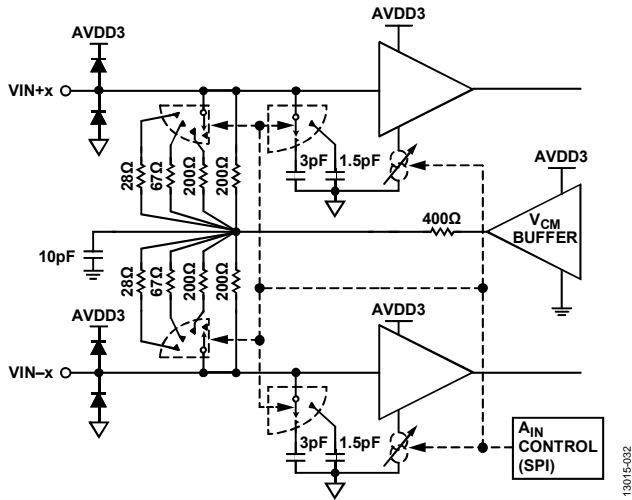 AVDD3
AVDD3
VIN+x
3pF
1.5pF
28Ω
67Ω
200Ω
200Ω
AVDD3
400Ω
VCM
BUFFER
10pF
28Ω
67Ω
200Ω
200Ω
AVDD3
AVDD3
VIN–x
3pF
1.5pF
AIN
CONTROL
(SPI)
13015-032